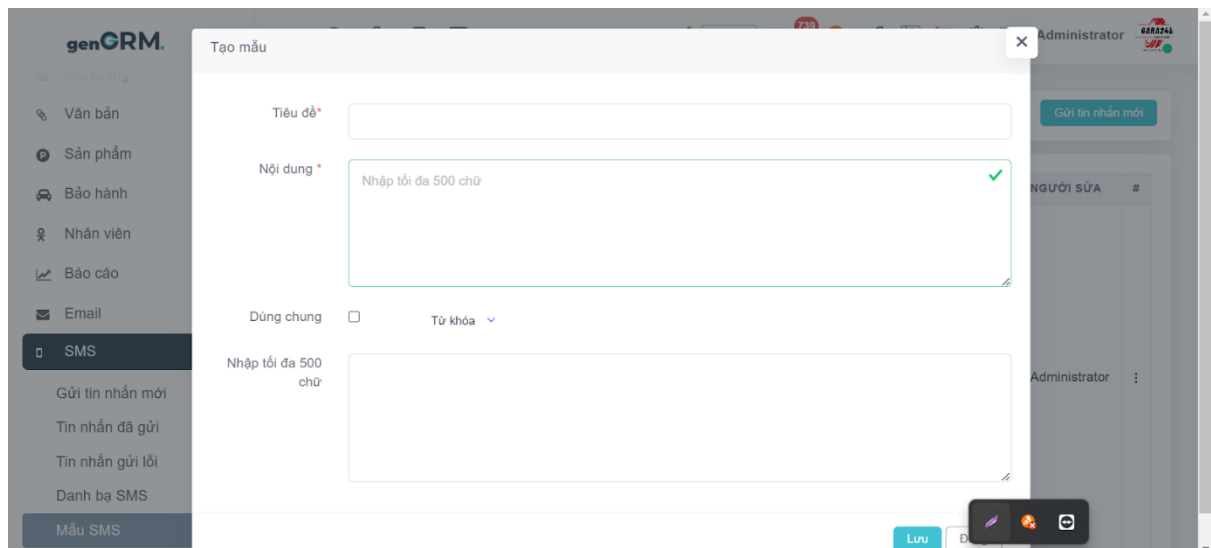 genCRM.
Tạo mẫu
739
Administrator
GARA24h
Marketing
Văn bản
Sản phẩm
Bảo hành
Nhân viên
Báo cáo
Email
SMS
Gửi tin nhắn mới
Tin nhắn đã gửi
Tin nhắn gửi lỗi
Danh bạ SMS
Mẫu SMS
Tiêu đề*
Nội dung *
Nhập tối đa 500 chữ
Dùng chung
Từ khóa
Nhập tối đa 500
chữ
Lưu
Gửi tin nhắn mới
NGƯỜI SỬA #
Administrator